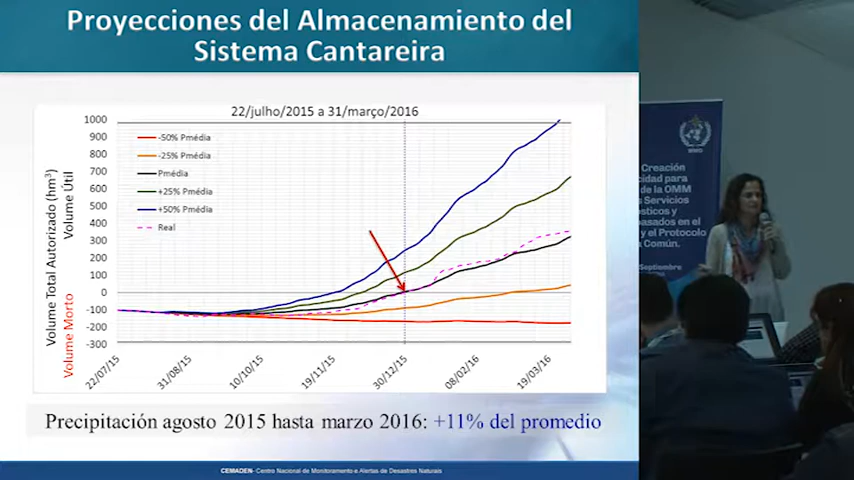 Proyecciones del Almacenamiento del
Sistema Cantareira
22/julho/2015 a 31/março/2016
Volume Total Autorizado (hm³)
Volume Útil
Volume Morto
1000
900
800
700
600
500
400
300
200
100
0
-100
-200
-300
-50% Pmédia
-25% Pmédia
Pmédia
+25% Pmédia
+50% Pmédia
Real
22/07/15
31/08/15
10/10/15
19/11/15
30/12/15
08/02/16
19/03/16
Precipitación agosto 2015 hasta marzo 2016: +11% del promedio
CEMADEN- Centro Nacional de Monitoramento e Alertas de Desastres Naturais
WMO
Creación
cidad para
de la OMM
s Servicios
ósticos y
basados en el
y el Protocolo
Común.
Septiembre